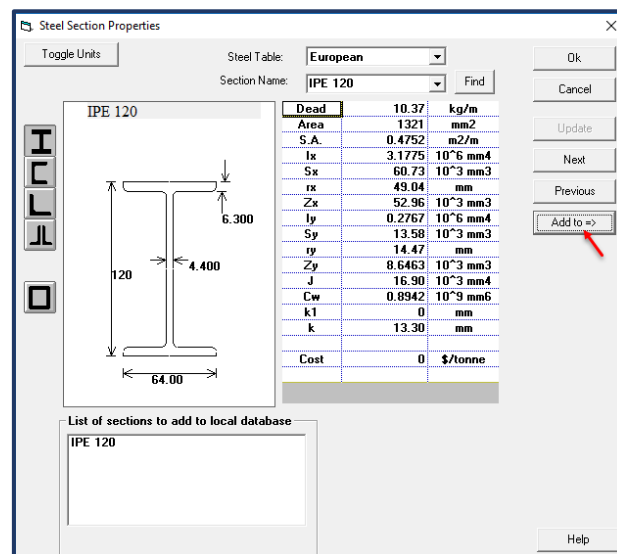 Steel Section Properties
Toggle Units
Steel Table: European
Section Name: IPE 120 Find
Ok
Cancel
Update
Next
Previous
Add to =>
IPE 120
6.300
4.400
120
64.00
Dead 10.37 kg/m
Area 1321 mm2
S.A. 0.4752 m2/m
Ix 3.1775 10^6 mm4
Sx 60.73 10^3 mm3
rx 49.04 mm
Zx 52.96 10^3 mm3
Iy 0.2767 10^6 mm4
Sy 13.58 10^3 mm3
ry 14.47 mm
Zy 8.6463 10^3 mm3
J 16.90 10^3 mm4
Cw 0.8942 10^9 mm6
k1 0 mm
k 13.30 mm
Cost 0 $/tonne
List of sections to add to local database
IPE 120
Help